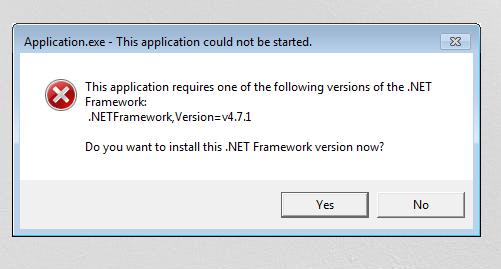 Application.exe - This application could not be started.
This application requires one of the following versions of the .NET
Framework:
.NETFramework,Version=v4.7.1
Do you want to install this .NET Framework version now?
Yes
No